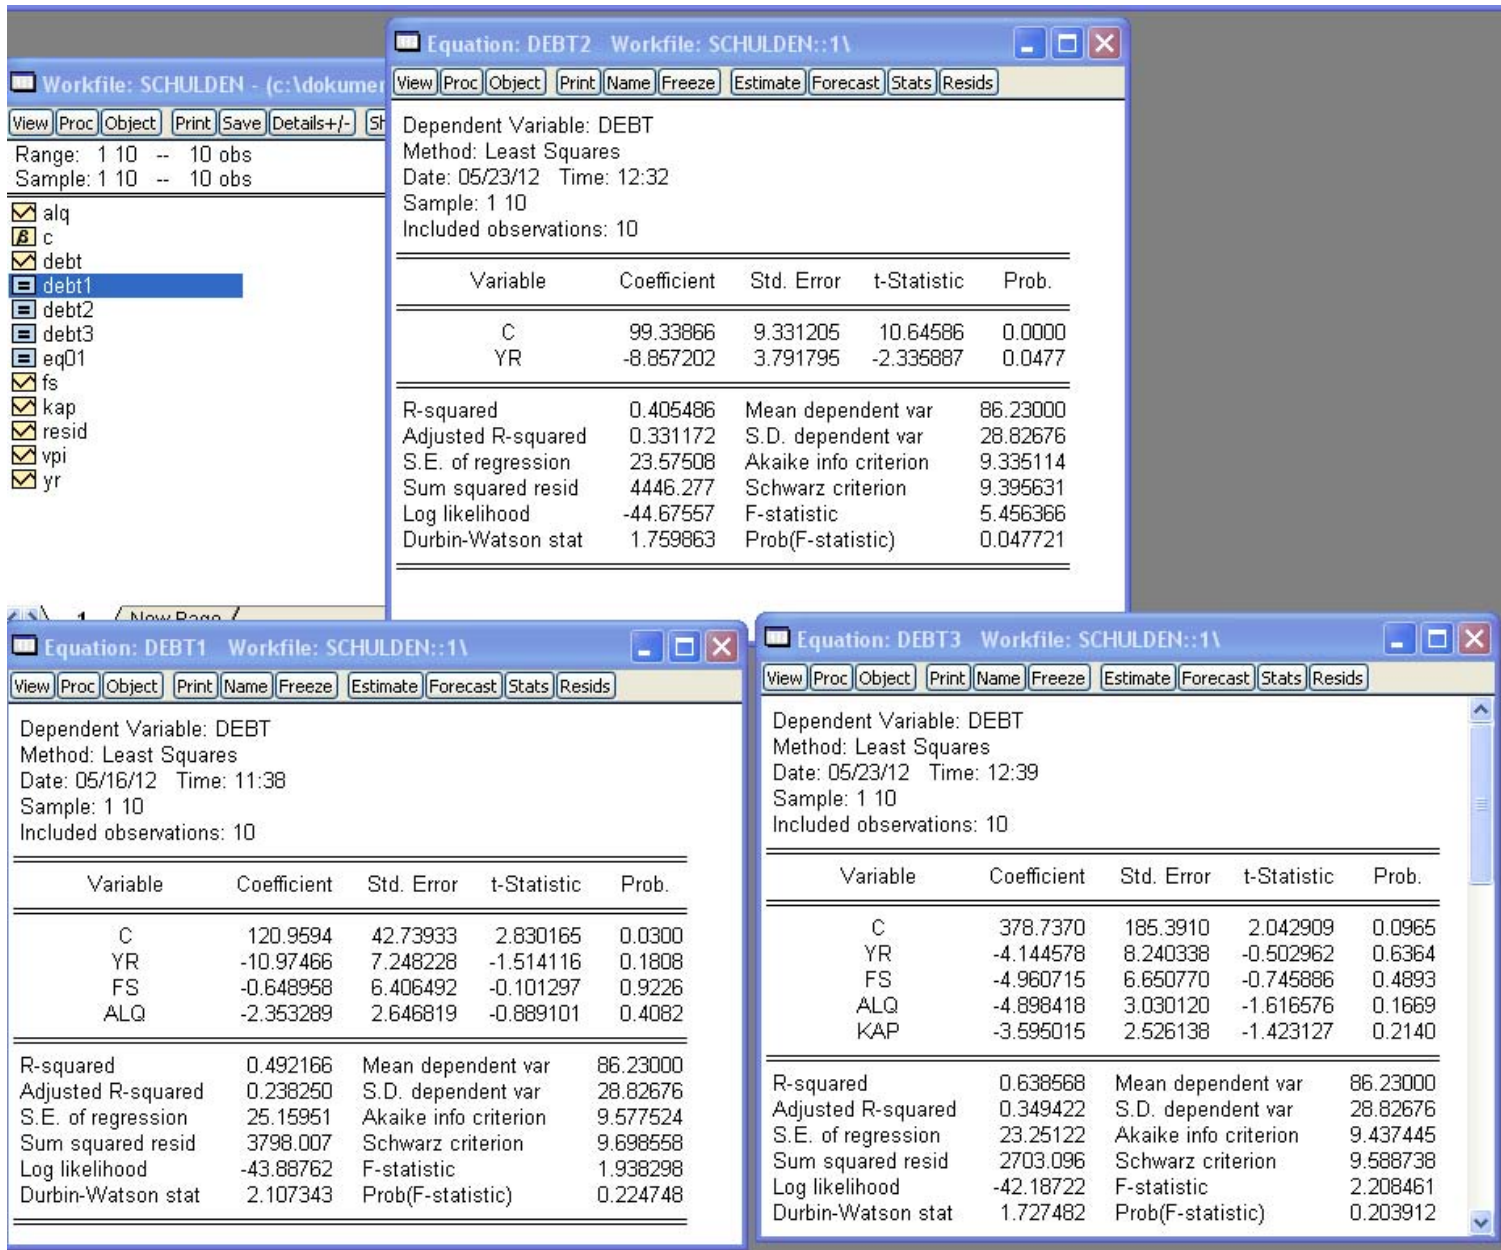 Equation: DEBT2 Workfile: SCHULDEN::1\
View Proc Object Print Name Freeze Estimate Forecast Stats Resids
Dependent Variable: DEBT
Method: Least Squares
Date: 05/23/12 Time: 12:32
Sample: 1 10
Included observations: 10
Variable Coefficient Std. Error t-Statistic Prob.
C 99.33866 9.331205 10.64586 0.0000
YR -8.857202 3.791795 -2.335887 0.0477
R-squared 0.405486 Mean dependent var 86.23000
Adjusted R-squared 0.331172 S.D. dependent var 28.82676
S.E. of regression 23.57508 Akaike info criterion 9.335114
Sum squared resid 4446.277 Schwarz criterion 9.395631
Log likelihood -44.67557 F-statistic 5.456366
Durbin-Watson stat 1.759863 Prob(F-statistic) 0.047721
Workfile: SCHULDEN - (c:\dokumen
View Proc Object Print Save Details+/- Sh
Range: 1 10 -- 10 obs
Sample: 1 10 -- 10 obs
alq
β c
debt
debt1
debt2
debt3
eq01
fs
kap
resid
vpi
yr
1 New Page
Equation: DEBT1 Workfile: SCHULDEN::1\
View Proc Object Print Name Freeze Estimate Forecast Stats Resids
Dependent Variable: DEBT
Method: Least Squares
Date: 05/16/12 Time: 11:38
Sample: 1 10
Included observations: 10
Variable Coefficient Std. Error t-Statistic Prob.
C 120.9594 42.73933 2.830165 0.0300
YR -10.97466 7.248228 -1.514116 0.1808
FS -0.648958 6.406492 -0.101297 0.9226
ALQ -2.353289 2.646819 -0.889101 0.4082
R-squared 0.492166 Mean dependent var 86.23000
Adjusted R-squared 0.238250 S.D. dependent var 28.82676
S.E. of regression 25.15951 Akaike info criterion 9.577524
Sum squared resid 3798.007 Schwarz criterion 9.698558
Log likelihood -43.88762 F-statistic 1.938298
Durbin-Watson stat 2.107343 Prob(F-statistic) 0.224748
Equation: DEBT3 Workfile: SCHULDEN::1\
View Proc Object Print Name Freeze Estimate Forecast Stats Resids
Dependent Variable: DEBT
Method: Least Squares
Date: 05/23/12 Time: 12:39
Sample: 1 10
Included observations: 10
Variable Coefficient Std. Error t-Statistic Prob.
C 378.7370 185.3910 2.042909 0.0965
YR -4.144578 8.240338 -0.502962 0.6364
FS -4.960715 6.650770 -0.745886 0.4893
ALQ -4.898418 3.030120 -1.616576 0.1669
KAP -3.595015 2.526138 -1.423127 0.2140
R-squared 0.638568 Mean dependent var 86.23000
Adjusted R-squared 0.349422 S.D. dependent var 28.82676
S.E. of regression 23.25122 Akaike info criterion 9.437445
Sum squared resid 2703.096 Schwarz criterion 9.588738
Log likelihood -42.18722 F-statistic 2.208461
Durbin-Watson stat 1.727482 Prob(F-statistic) 0.203912